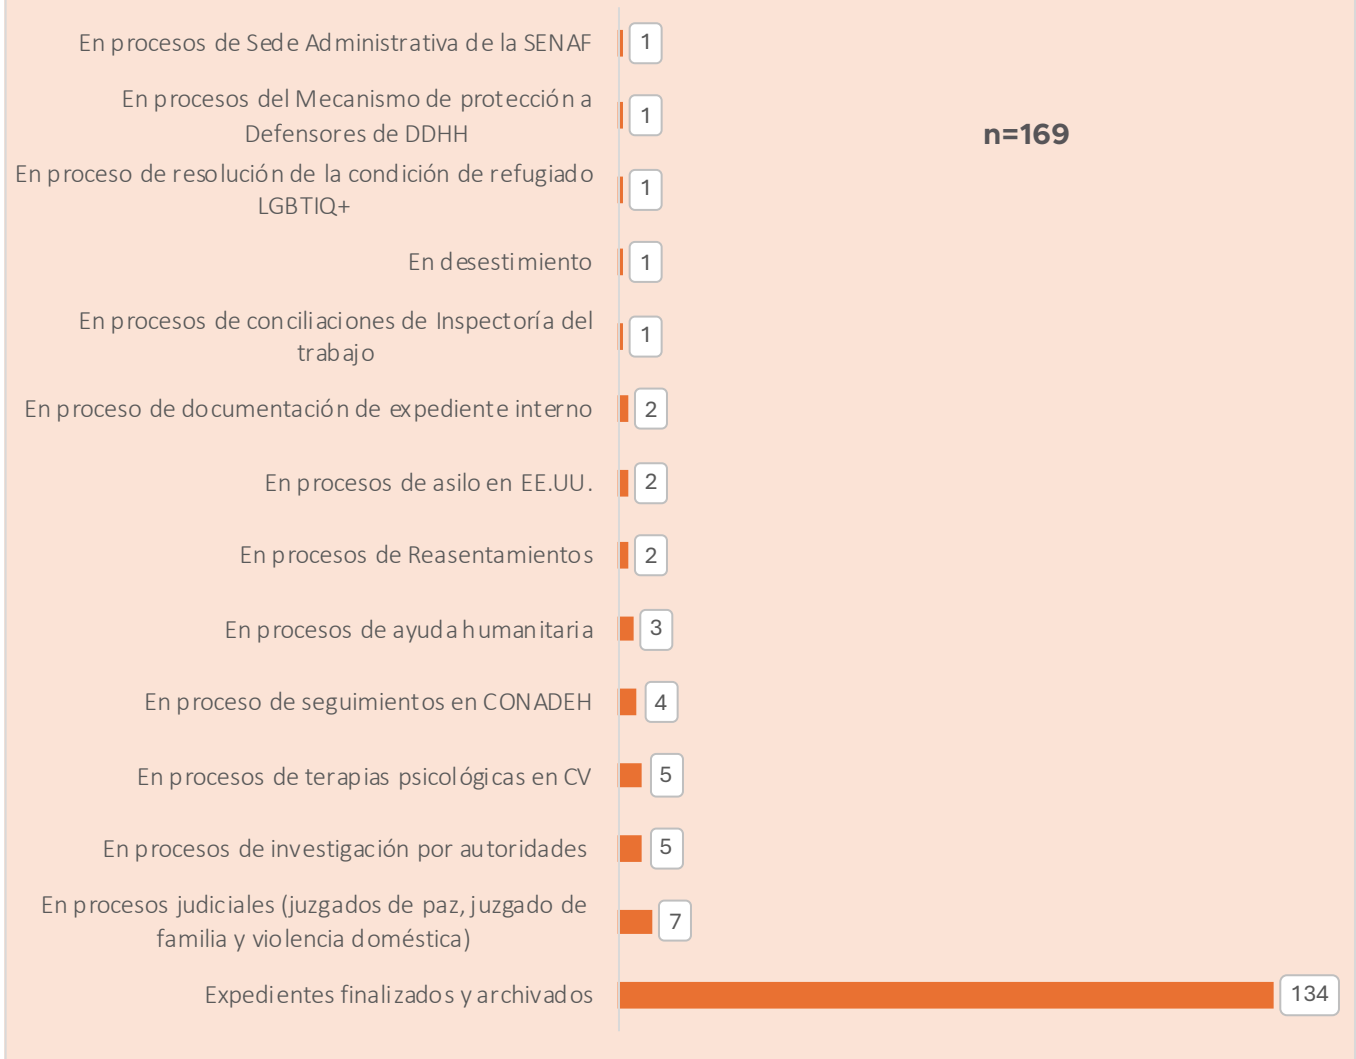 En procesos de Sede Administrativa de la SENAF
1
En procesos del Mecanismo de protección a
Defensores de DDHH
1
n=169
En proceso de resolución de la condición de refugiado
LGBTIQ+
1
En desestimiento
1
En procesos de conciliaciones de Inspectoría del
trabajo
1
En proceso de documentación de expediente interno
2
En procesos de asilo en EE.UU.
2
En procesos de Reasentamientos
2
En procesos de ayuda humanitaria
3
En proceso de seguimientos en CONADEH
4
En procesos de terapias psicológicas en CV
5
En procesos de investigación por autoridades
5
En procesos judiciales (juzgados de paz, juzgado de
familia y violencia doméstica)
7
Expedientes finalizados y archivados
134